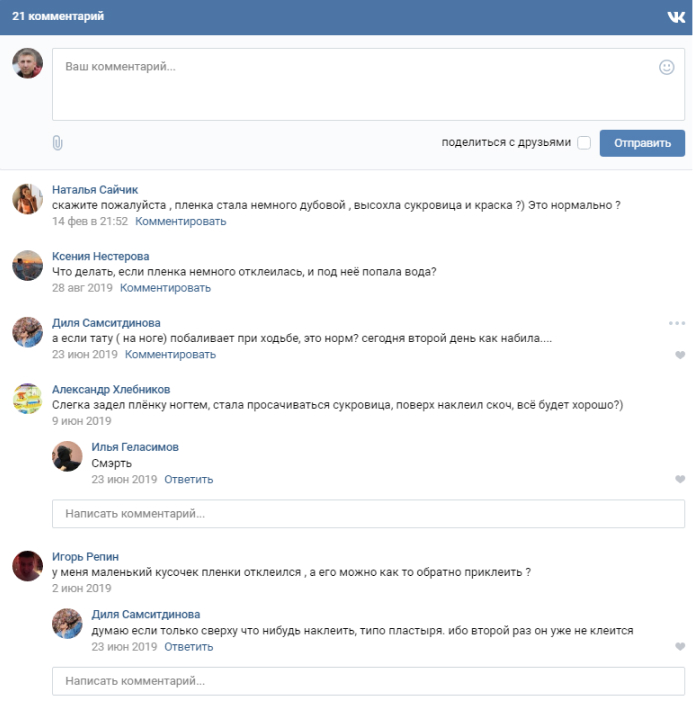 21 комментарий
Ваш комментарий...
поделиться с друзьями
Отправить
Наталья Сайчик
скажите пожалуйста , пленка стала немного дубовой , высохла сукровица и краска ?) Это нормально ?
14 фев в 21:52 Комментировать
Ксения Нестерова
Что делать, если пленка немного отклеилась, и под неё попала вода?
28 авг 2019 Комментировать
Диля Самситдинова
а если тату ( на ноге) побаливает при ходьбе, это норм? сегодня второй день как набила....
23 июн 2019 Комментировать
Александр Хлебников
Слегка задел плёнку ногтем, стала просачиваться сукровица, поверх наклеил скоч, всё будет хорошо?)
9 июн 2019
Илья Геласимов
Смэрть
23 июн 2019 Ответить
Написать комментарий...
Игорь Репин
у меня маленький кусочек пленки отклеился , а его можно как то обратно приклеить ?
2 июн 2019
Диля Самситдинова
думаю если только сверху что нибудь наклеить, типо пластыря. ибо второй раз он уже не клеится
23 июн 2019 Ответить
Написать комментарий...